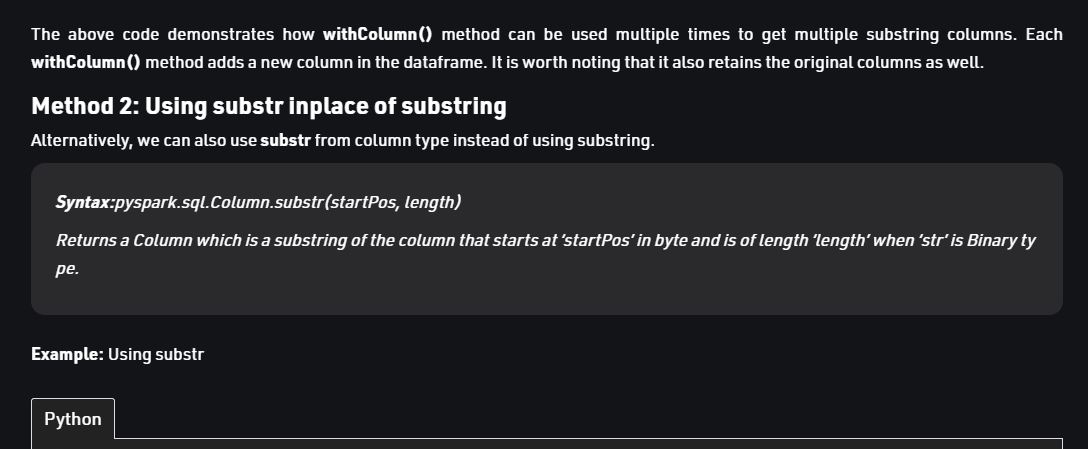 The above code demonstrates how withColumn() method can be used multiple times to get multiple substring columns. Each
withColumn() method adds a new column in the dataframe. It is worth noting that it also retains the original columns as well.
Method 2: Using substr inplace of substring
Alternatively, we can also use substr from column type instead of using substring.
Syntax:pyspark.sql.Column.substr(startPos, length)
Returns a Column which is a substring of the column that starts at ‘startPos’ in byte and is of length ‘length’ when ‘str’ is Binary ty
pe.
Example: Using substr
Python